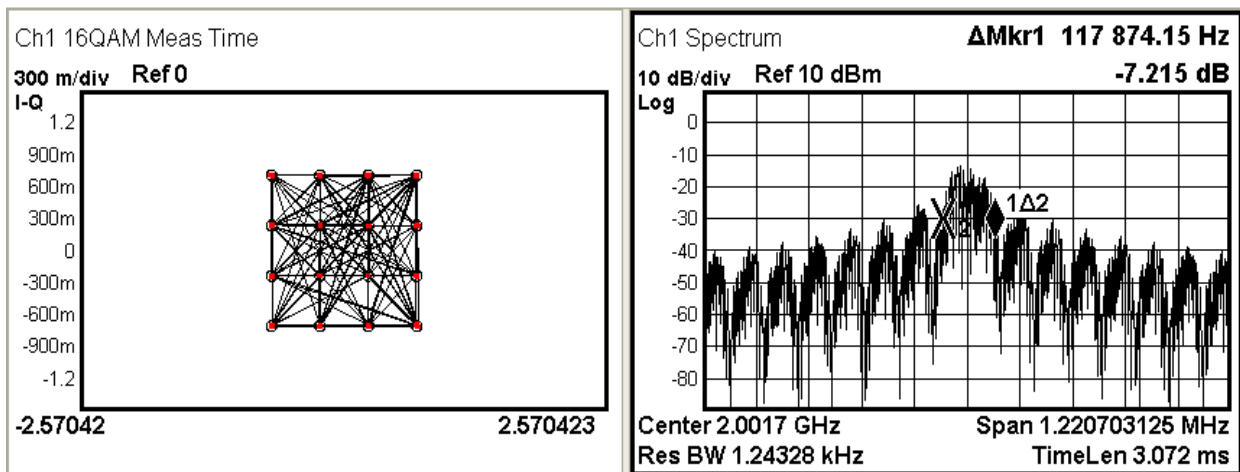 Ch1 16QAM Meas Time
300 m/div Ref 0
I-Q
1.2
900m
600m
300m
0
-300m
-600m
-900m
-1.2
-2.57042 2.570423
Ch1 Spectrum ΔMkr1 117 874.15 Hz
10 dB/div Ref 10 dBm -7.215 dB
Log
0
-10
-20
-30
-40
-50
-60
-70
-80
1Δ2
2
Center 2.0017 GHz Span 1.220703125 MHz
Res BW 1.24328 kHz TimeLen 3.072 ms